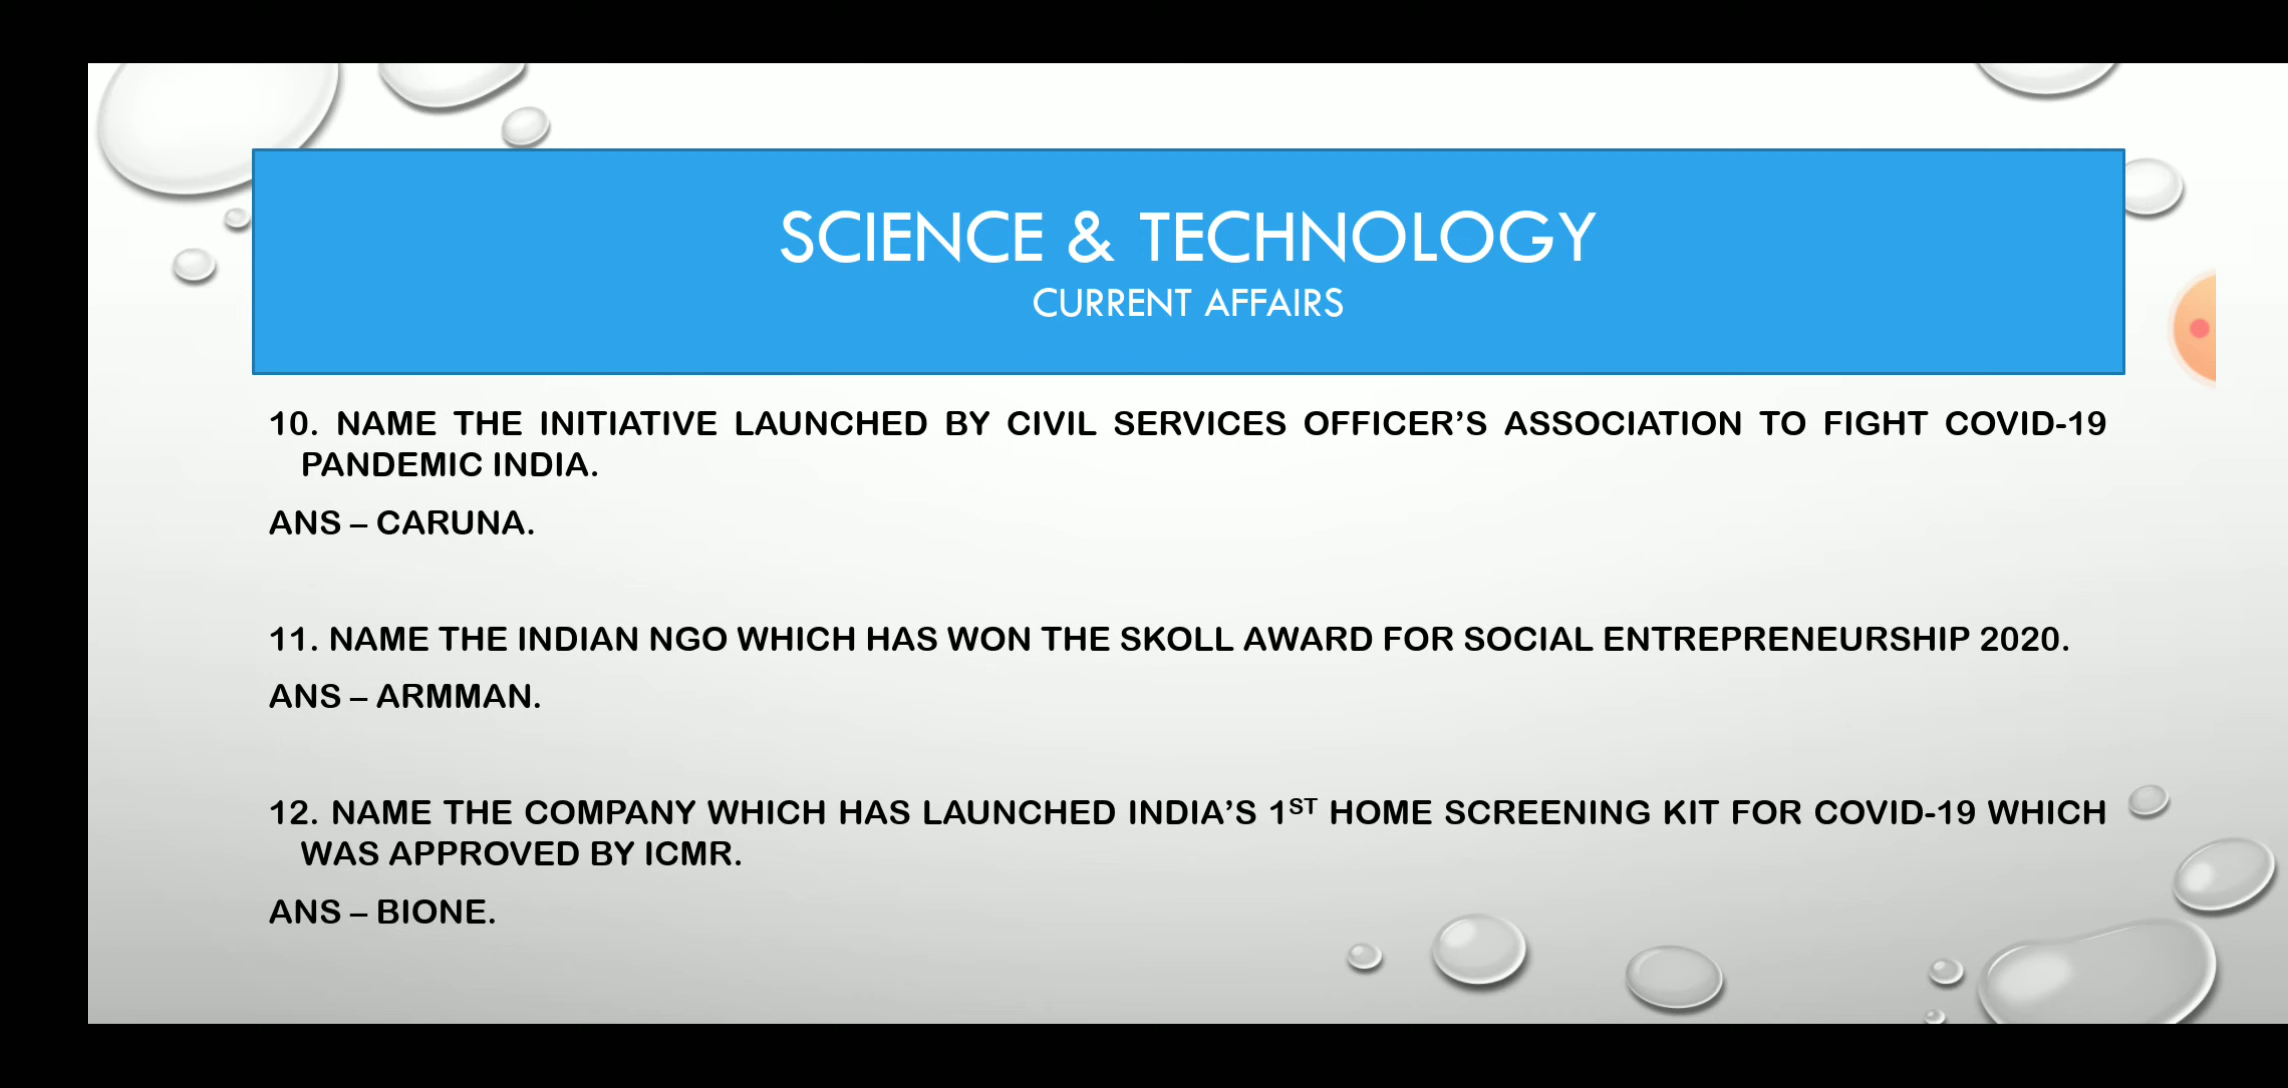 SCIENCE & TECHNOLOGY
CURRENT AFFAIRS
10. NAME THE INITIATIVE LAUNCHED BY CIVIL SERVICES OFFICER’S ASSOCIATION TO FIGHT COVID-19
PANDEMIC INDIA.
ANS – CARUNA.
11. NAME THE INDIAN NGO WHICH HAS WON THE SKOLL AWARD FOR SOCIAL ENTREPRENEURSHIP 2020.
ANS – ARMMAN.
12. NAME THE COMPANY WHICH HAS LAUNCHED INDIA’S 1ST HOME SCREENING KIT FOR COVID-19 WHICH
WAS APPROVED BY ICMR.
ANS – BIONE.